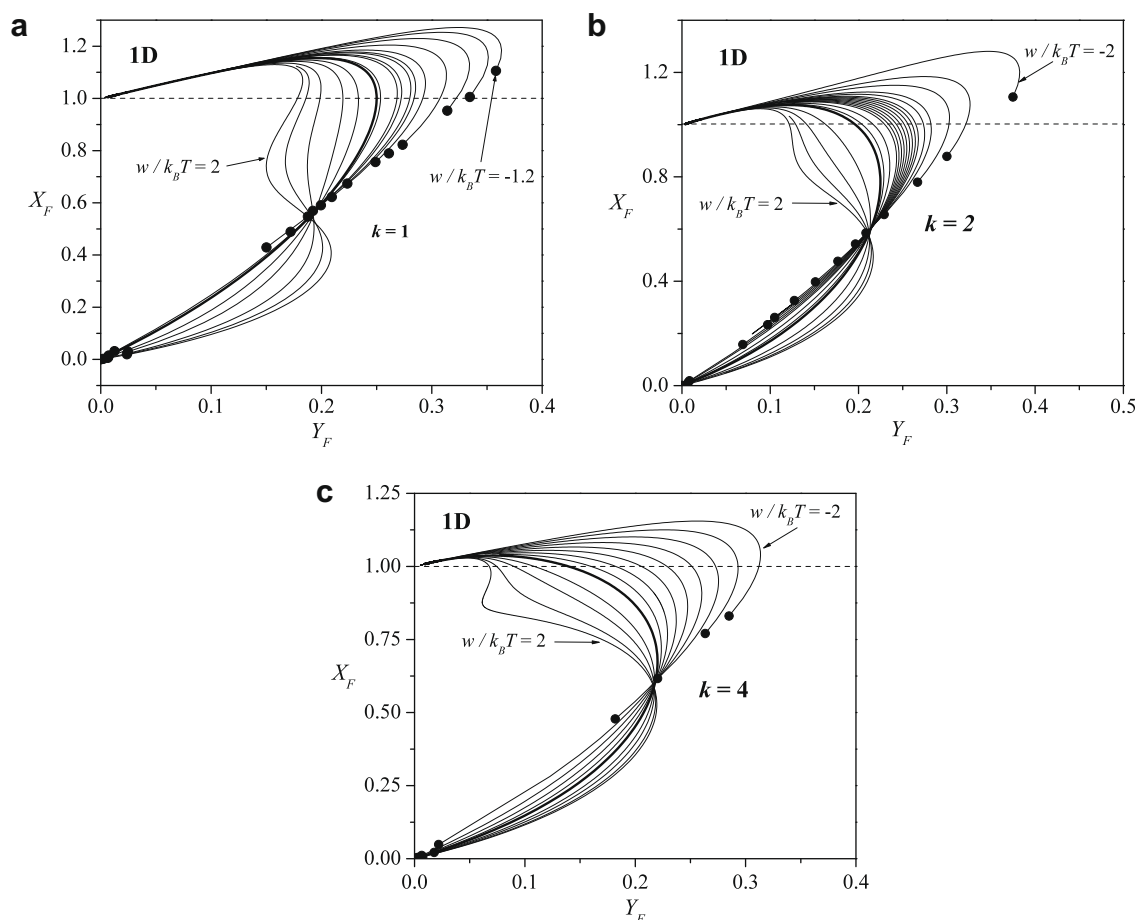 a
1D
1.2
1.0
0.8
0.6
0.4
0.2
0.0
X_F
w / k_BT = 2
w / k_BT = -1.2
k = 1
0.0 0.1 0.2 0.3 0.4
Y_F
b
1D
1.2
0.8
0.4
0.0
X_F
w / k_BT = -2
w / k_BT = 2
k = 2
0.0 0.1 0.2 0.3 0.4 0.5
Y_F
c
1D
1.25
1.00
0.75
0.50
0.25
0.00
X_F
w / k_BT = -2
w / k_BT = 2
k = 4
0.0 0.1 0.2 0.3 0.4
Y_F